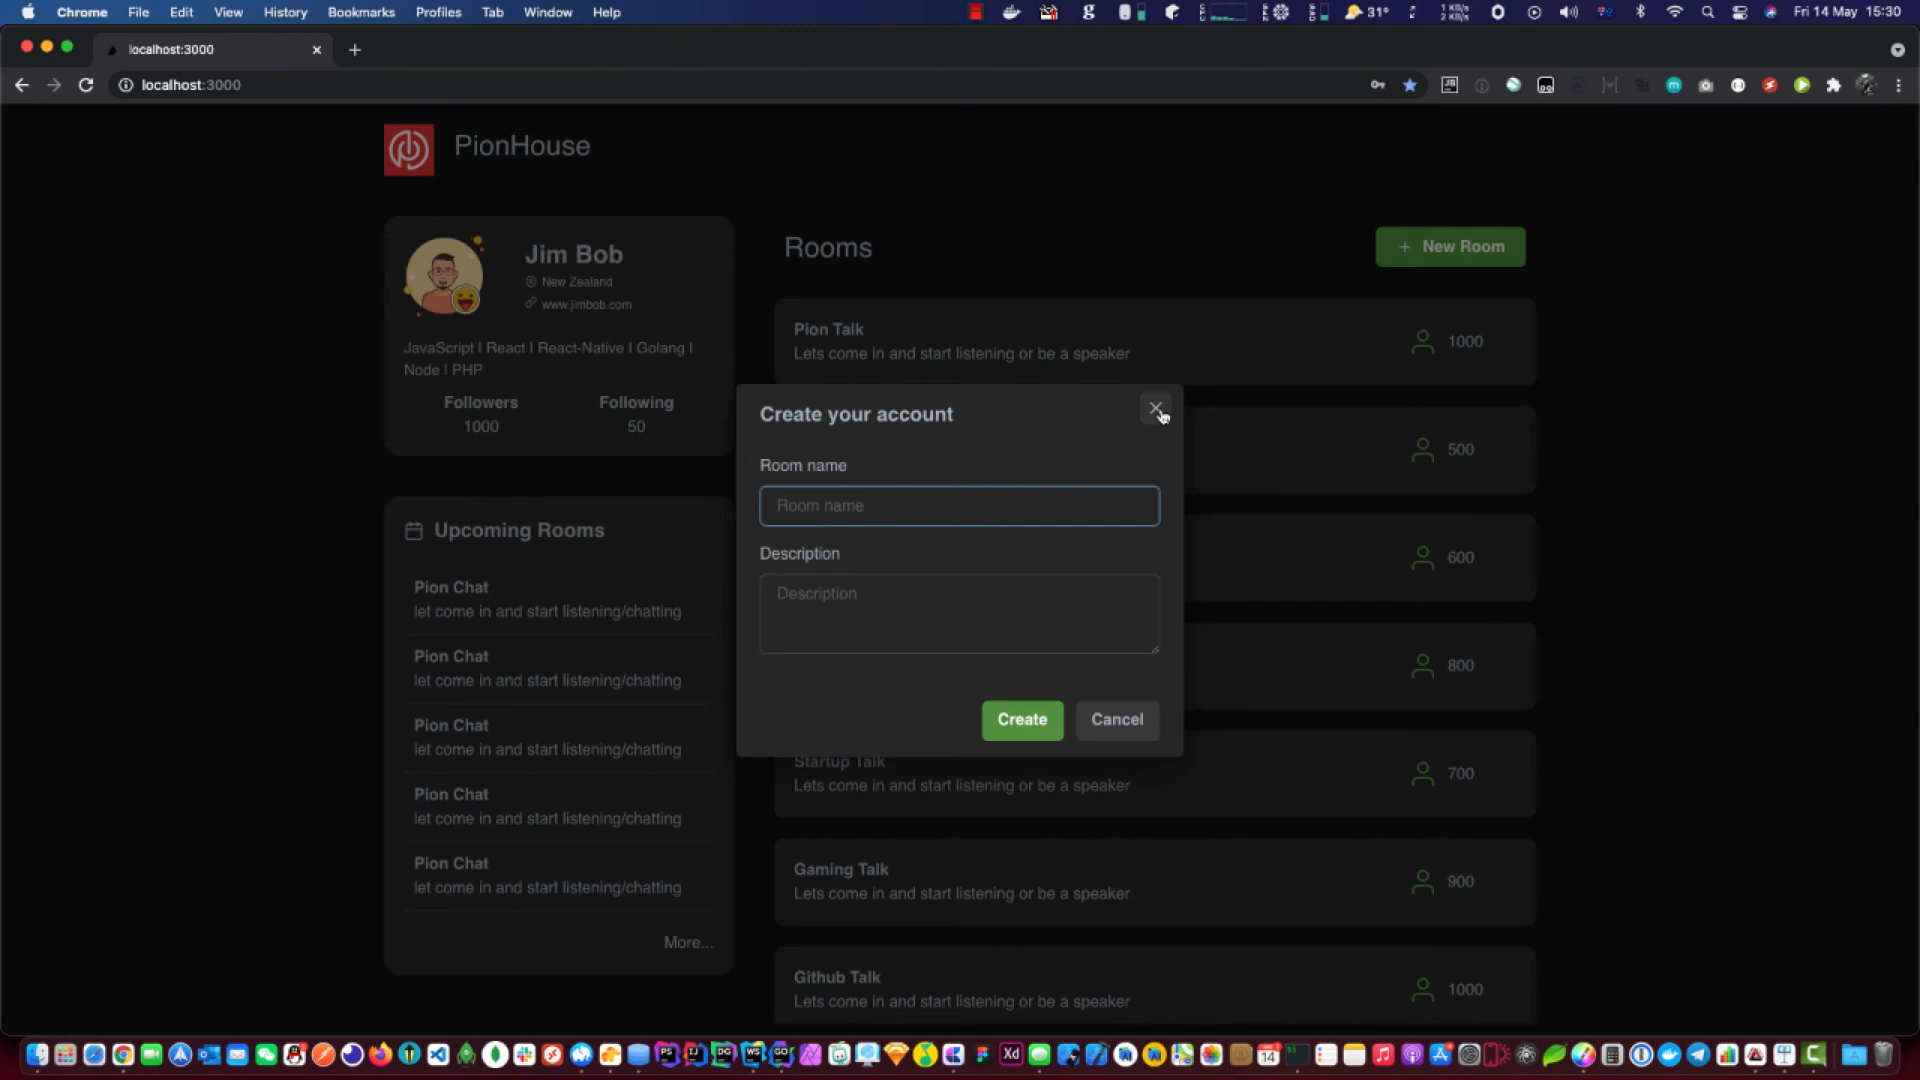 Chrome File Edit View History Bookmarks Profiles Tab Window Help
31°
Fri 14 May 15:30
localhost:3000
localhost:3000
PionHouse
Jim Bob
New Zealand
www.jimbob.com
JavaScript | React | React-Native | Golang |
Node | PHP
Followers Following
1000 50
Upcoming Rooms
Pion Chat
let come in and start listening/chatting
Pion Chat
let come in and start listening/chatting
Pion Chat
let come in and start listening/chatting
Pion Chat
let come in and start listening/chatting
Pion Chat
let come in and start listening/chatting
More...
Rooms
+ New Room
Pion Talk
Lets come in and start listening or be a speaker
1000
500
600
800
Startup Talk
Lets come in and start listening or be a speaker
700
Gaming Talk
Lets come in and start listening or be a speaker
900
Github Talk
Lets come in and start listening or be a speaker
1000
Create your account
Room name
Room name
Description
Description
Create Cancel